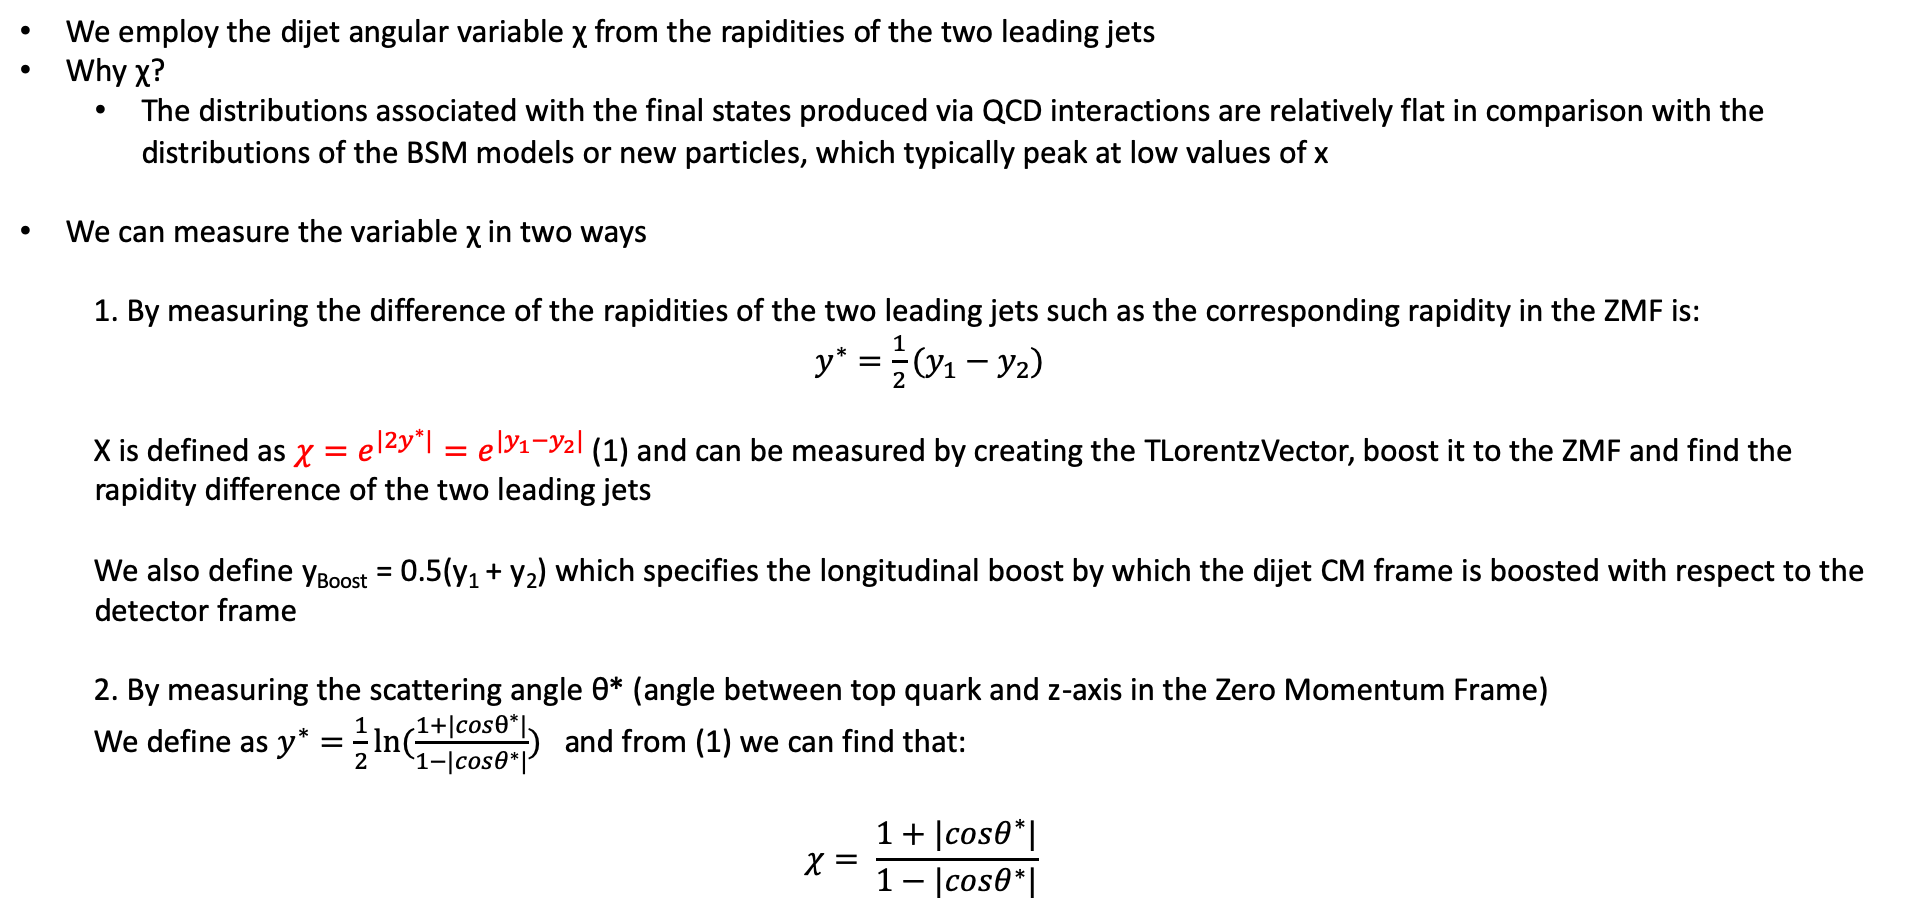 • We employ the dijet angular variable χ from the rapidities of the two leading jets
• Why χ?
• The distributions associated with the final states produced via QCD interactions are relatively flat in comparison with the
distributions of the BSM models or new particles, which typically peak at low values of x
• We can measure the variable χ in two ways
1. By measuring the difference of the rapidities of the two leading jets such as the corresponding rapidity in the ZMF is:
y* = 1/2 (y₁ − y₂)
X is defined as χ = e^|2y*| = e^|y₁−y₂| (1) and can be measured by creating the TLorentzVector, boost it to the ZMF and find the
rapidity difference of the two leading jets
We also define y_Boost = 0.5(y₁ + y₂) which specifies the longitudinal boost by which the dijet CM frame is boosted with respect to the
detector frame
2. By measuring the scattering angle θ* (angle between top quark and z-axis in the Zero Momentum Frame)
We define as y* = 1/2 ln((1+|cosθ*|)/(1−|cosθ*|)) and from (1) we can find that:
χ = (1 + |cosθ*|)/(1 − |cosθ*|)